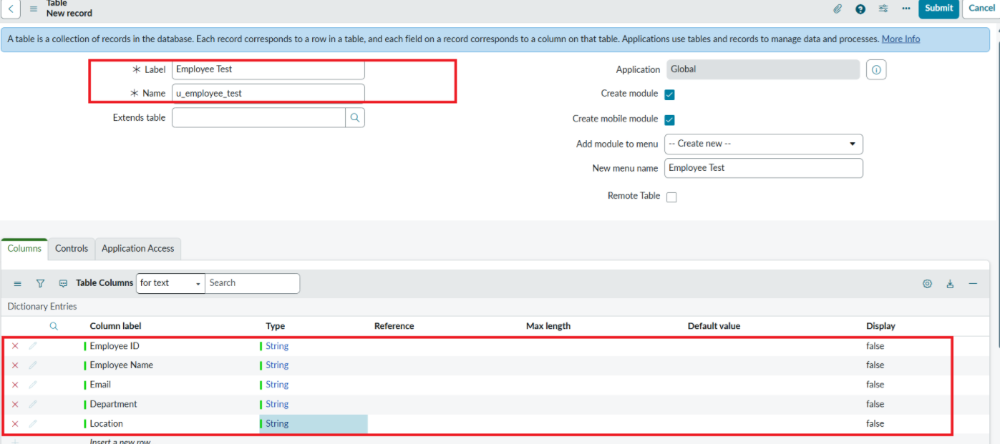 Table
New record
Submit
Cancel
A table is a collection of records in the database. Each record corresponds to a row in a table, and each field on a record corresponds to a column on that table. Applications use tables and records to manage data and processes. More Info
Label Employee Test
Application Global
Name u_employee_test
Create module
Extends table
Create mobile module
Add module to menu -- Create new --
New menu name Employee Test
Remote Table
Columns Controls Application Access
Table Columns for text Search
Dictionary Entries
Column label Type Reference Max length Default value Display
Employee ID String false
Employee Name String false
Email String false
Department String false
Location String false
Insert a new row...